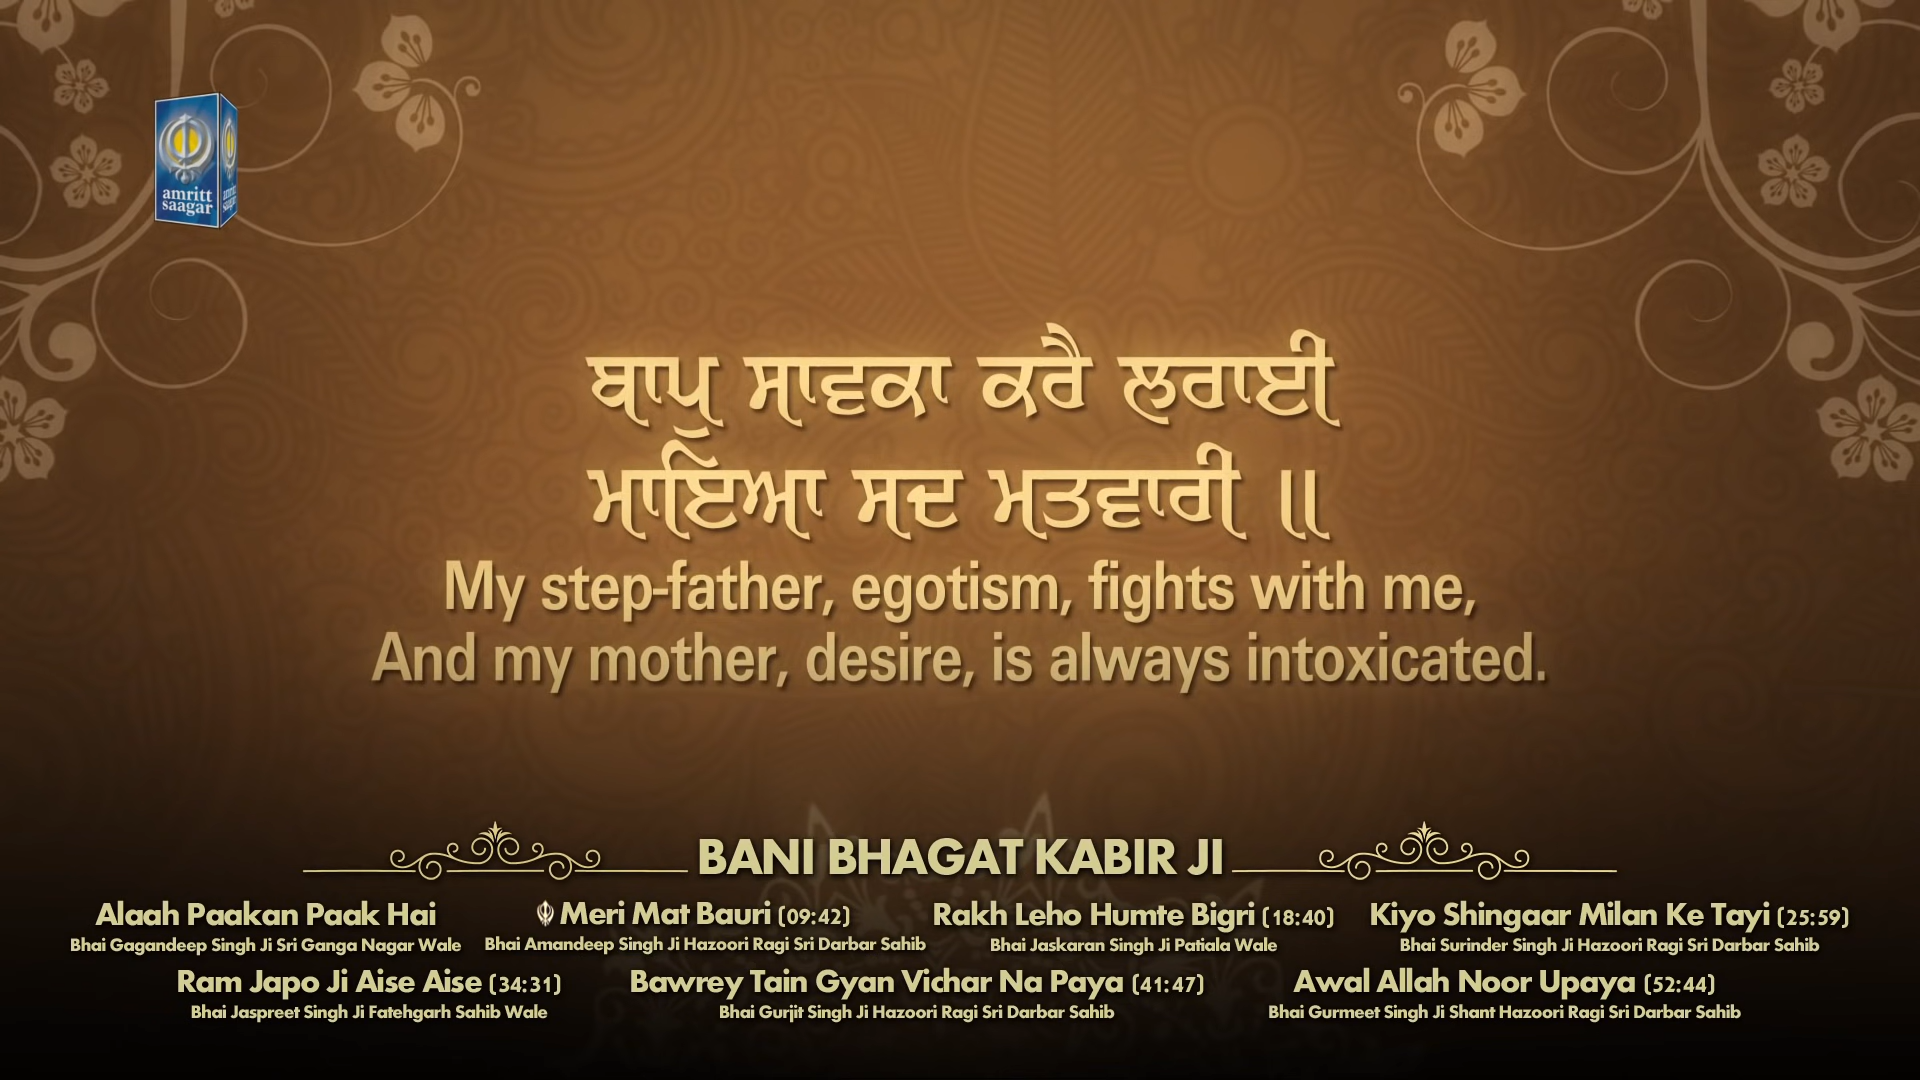 amritt
saagar
ਬਾਪੁ ਸਾਵਕਾ ਕਰੈ ਲਰਾਈ
ਮਾਇਆ ਸਦ ਮਤਵਾਰੀ ॥
My step-father, egotism, fights with me,
And my mother, desire, is always intoxicated.
BANI BHAGAT KABIR JI
Alaah Paakan Paak Hai
Bhai Gagandeep Singh Ji Sri Ganga Nagar Wale
Meri Mat Bauri (09:42)
Bhai Amandeep Singh Ji Hazoori Ragi Sri Darbar Sahib
Rakh Leho Humte Bigri (18:40)
Bhai Jaskaran Singh Ji Patiala Wale
Kiyo Shingaar Milan Ke Tayi (25:59)
Bhai Surinder Singh Ji Hazoori Ragi Sri Darbar Sahib
Ram Japo Ji Aise Aise (34:31)
Bhai Jaspreet Singh Ji Fatehgarh Sahib Wale
Bawrey Tain Gyan Vichar Na Paya (41:47)
Bhai Gurjit Singh Ji Hazoori Ragi Sri Darbar Sahib
Awal Allah Noor Upaya (52:44)
Bhai Gurmeet Singh Ji Shant Hazoori Ragi Sri Darbar Sahib